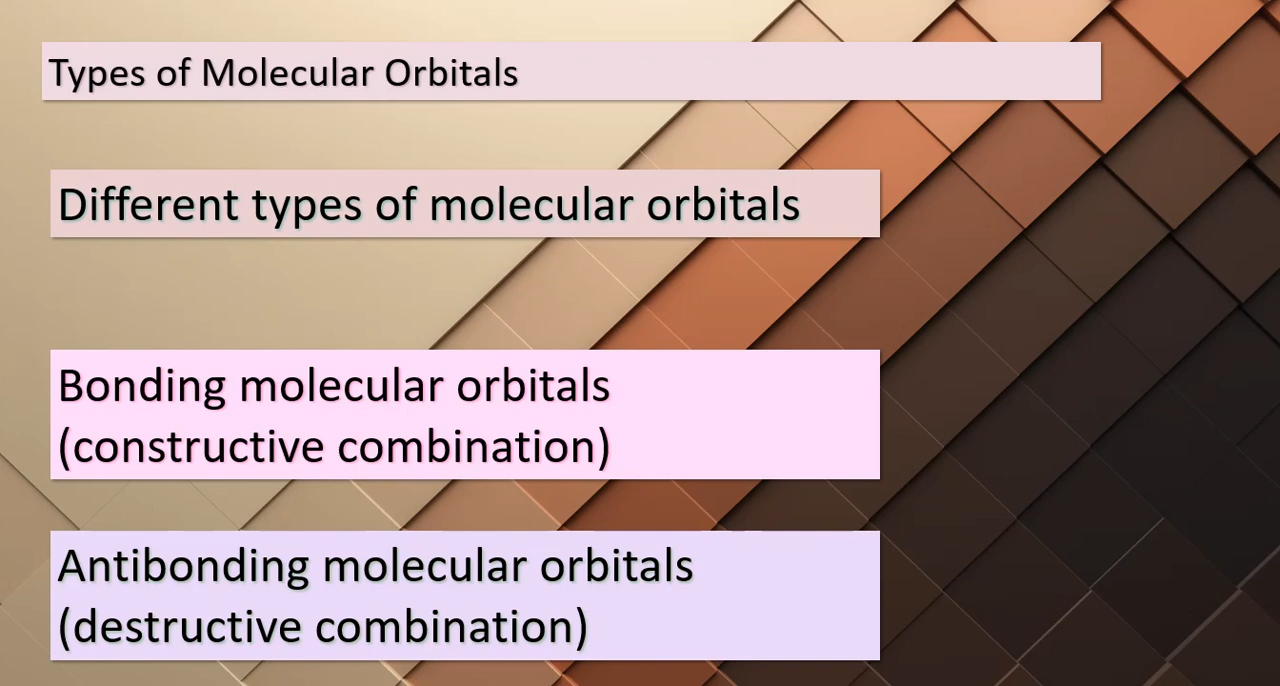 Types of Molecular Orbitals
Different types of molecular orbitals
Bonding molecular orbitals
(constructive combination)
Antibonding molecular orbitals
(destructive combination)